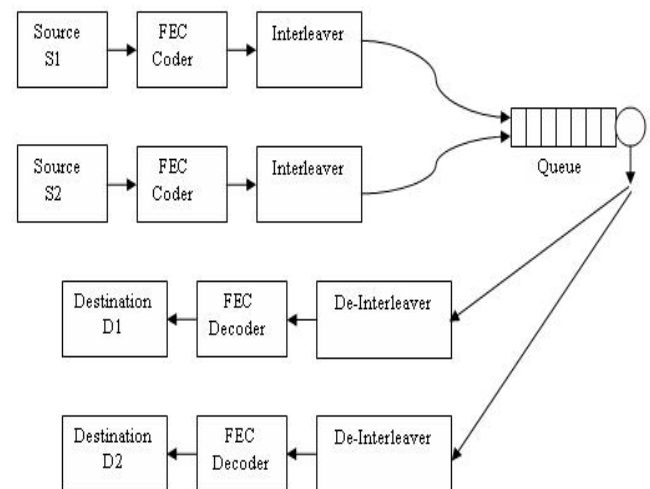 Source
S1
FEC
Coder
Interleaver
Source
S2
FEC
Coder
Interleaver
Queue
Destination
D1
FEC
Decoder
De-Interleaver
Destination
D2
FEC
Decoder
De-Interleaver